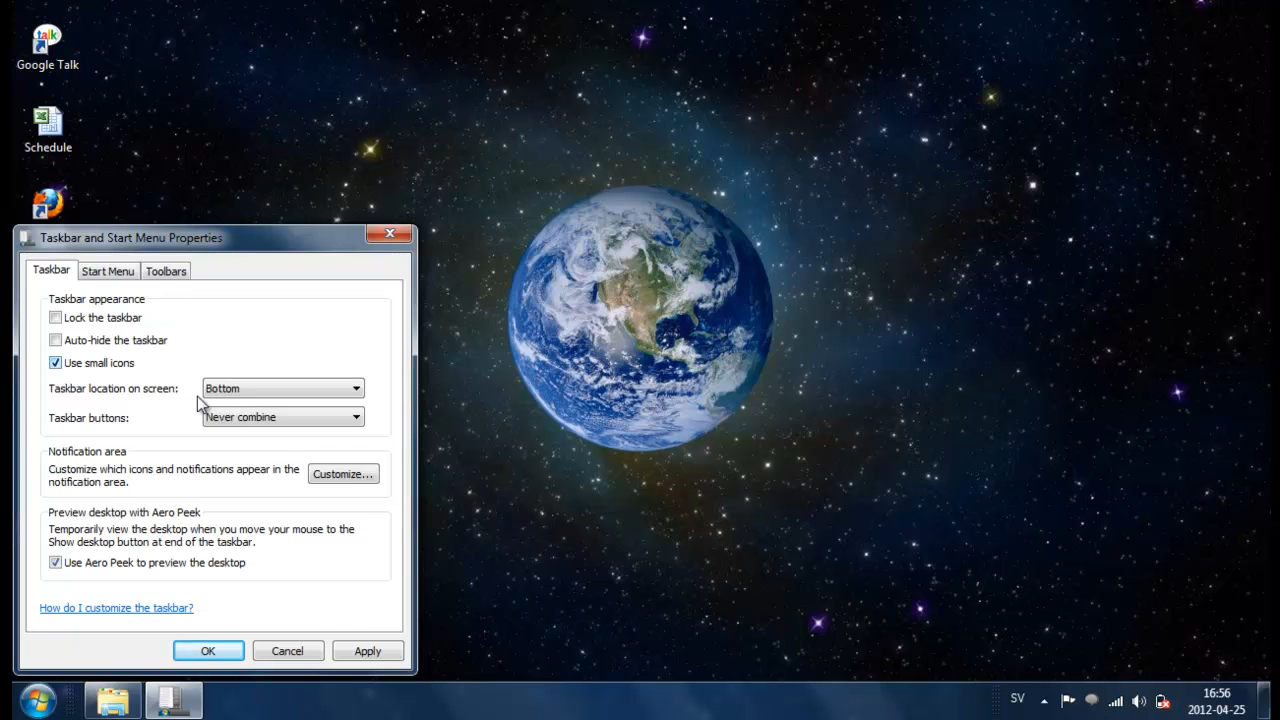 talk
Google Talk
Schedule
Taskbar and Start Menu Properties
Taskbar
Start Menu
Toolbars
Taskbar appearance
Lock the taskbar
Auto-hide the taskbar
Use small icons
Taskbar location on screen:
Bottom
Taskbar buttons:
Never combine
Notification area
Customize which icons and notifications appear in the
notification area.
Customize...
Preview desktop with Aero Peek
Temporarily view the desktop when you move your mouse to the
Show desktop button at end of the taskbar.
Use Aero Peek to preview the desktop
How do I customize the taskbar?
OK
Cancel
Apply
SV
16:56
2012-04-25